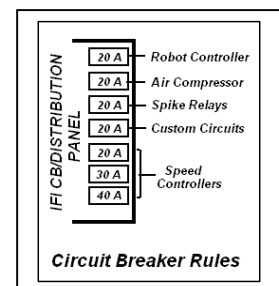 IFI CB/DISTRIBUTION
PANEL
20 A Robot Controller
20 A Air Compressor
20 A Spike Relays
20 A Custom Circuits
20 A
30 A
40 A
Speed
Controllers
Circuit Breaker Rules